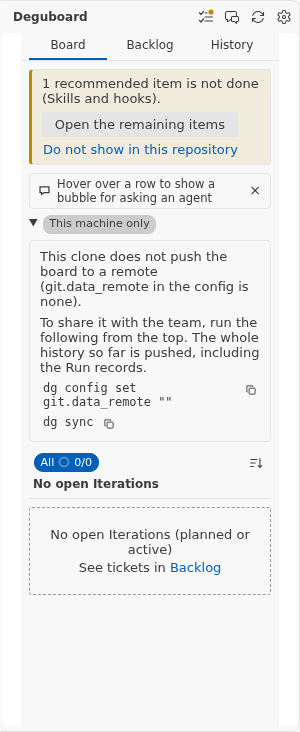 Deguboard
Board
Backlog
History
1 recommended item is not done
(Skills and hooks).
Open the remaining items
Do not show in this repository
Hover over a row to show a
bubble for asking an agent
This machine only
This clone does not push the
board to a remote
(git.data_remote in the config is
none).
To share it with the team, run the
following from the top. The whole
history so far is pushed, including
the Run records.
dg config set
git.data_remote ""
dg sync
All 0/0
No open Iterations
No open Iterations (planned or
active)
See tickets in Backlog